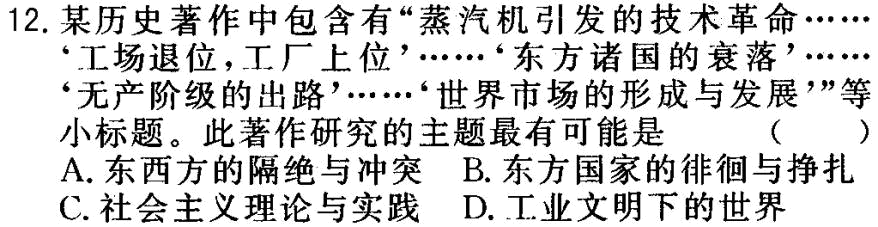 12. 某历史著作中包含有“蒸汽机引发的技术革命……
‘工场退位,工厂上位’……‘东方诸国的衰落’……
‘无产阶级的出路’……‘世界市场的形成与发展’”等
小标题。此著作研究的主题最有可能是 ( )
A. 东西方的隔绝与冲突 B. 东方国家的徘徊与挣扎
C. 社会主义理论与实践 D. 工业文明下的世界